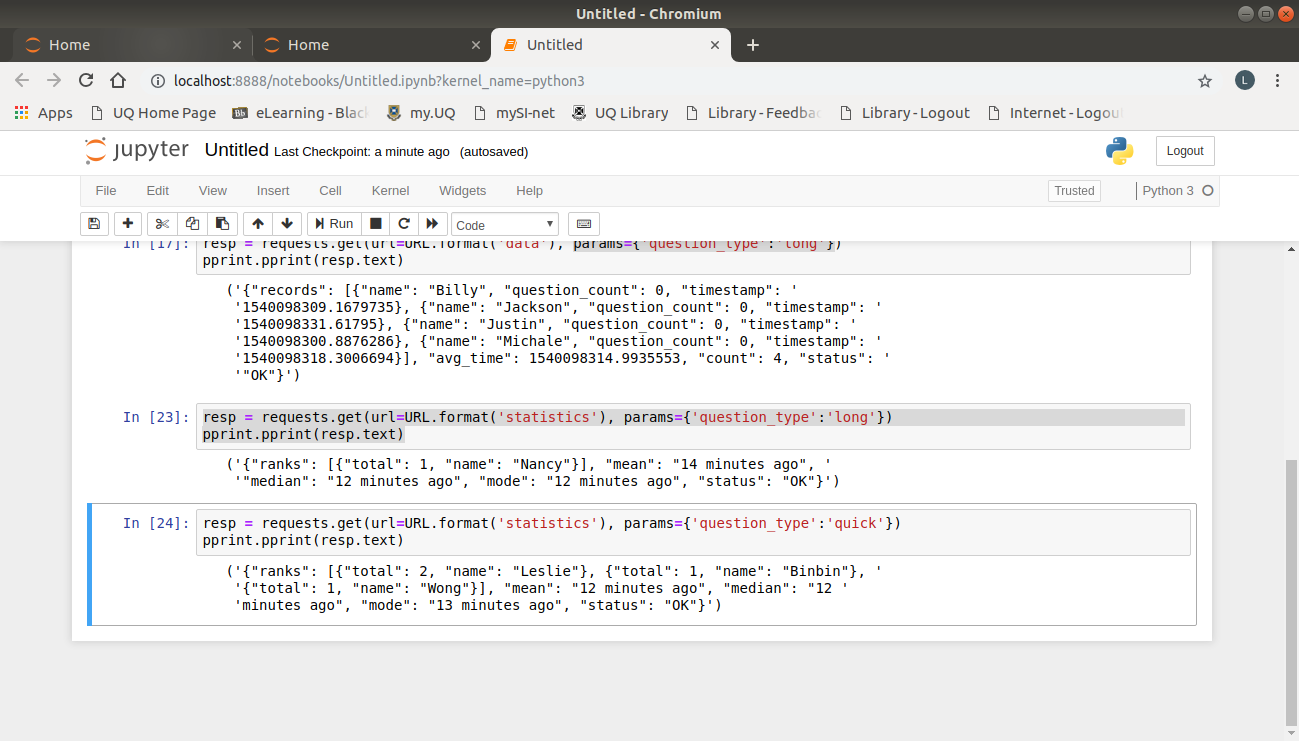 Untitled - Chromium
Home
Home
Untitled
localhost:8888/notebooks/Untitled.ipynb?kernel_name=python3
L
Apps
UQ Home Page
Bb
eLearning - Blac
my.UQ
mySI-net
UQ Library
Library - Feedba
Library - Logout
Internet - Logou
jupyter
Untitled
Last Checkpoint: a minute ago
(autosaved)
Logout
File
Edit
View
Insert
Cell
Kernel
Widgets
Help
Trusted
Python 3
Run
Code
In [17]: resp = requests.get(url=URL.format('data'), params={'question_type':'long'})
pprint.pprint(resp.text)
('{"records": [{"name": "Billy", "question_count": 0, "timestamp": '
'1540098309.1679735}, {"name": "Jackson", "question_count": 0, "timestamp": '
'1540098331.61795}, {"name": "Justin", "question_count": 0, "timestamp": '
'1540098300.8876286}, {"name": "Michale", "question_count": 0, "timestamp": '
'1540098318.3006694}], "avg_time": 1540098314.9935553, "count": 4, "status": '
'"OK"}')
In [23]: resp = requests.get(url=URL.format('statistics'), params={'question_type':'long'})
pprint.pprint(resp.text)
('{"ranks": [{"total": 1, "name": "Nancy"}], "mean": "14 minutes ago", '
'"median": "12 minutes ago", "mode": "12 minutes ago", "status": "OK"}')
In [24]: resp = requests.get(url=URL.format('statistics'), params={'question_type':'quick'})
pprint.pprint(resp.text)
('{"ranks": [{"total": 2, "name": "Leslie"}, {"total": 1, "name": "Binbin"}, '
'{"total": 1, "name": "Wong"}], "mean": "12 minutes ago", "median": "12 '
'minutes ago", "mode": "13 minutes ago", "status": "OK"}')